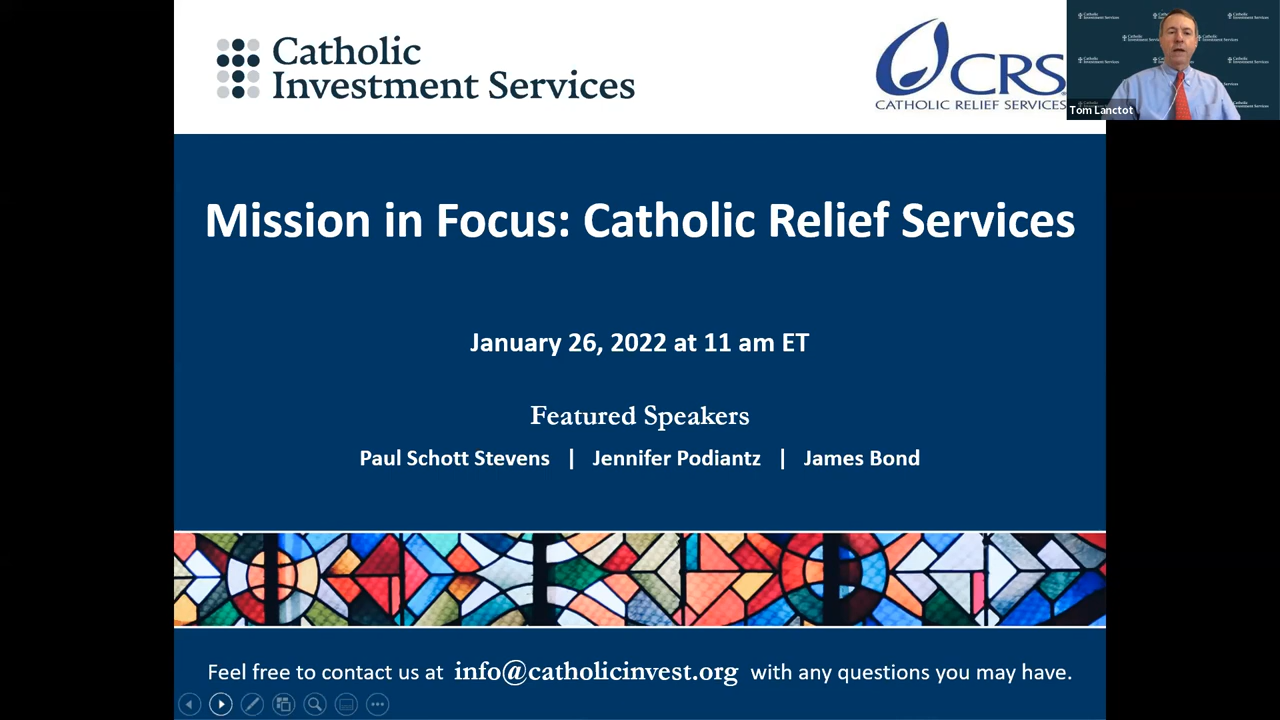 Catholic
Investment Services
CRS
CATHOLIC RELIEF SERVICES
Tom Lanctot
Mission in Focus: Catholic Relief Services
January 26, 2022 at 11 am ET
Featured Speakers
Paul Schott Stevens | Jennifer Podiantz | James Bond
Feel free to contact us at info@catholicinvest.org with any questions you may have.